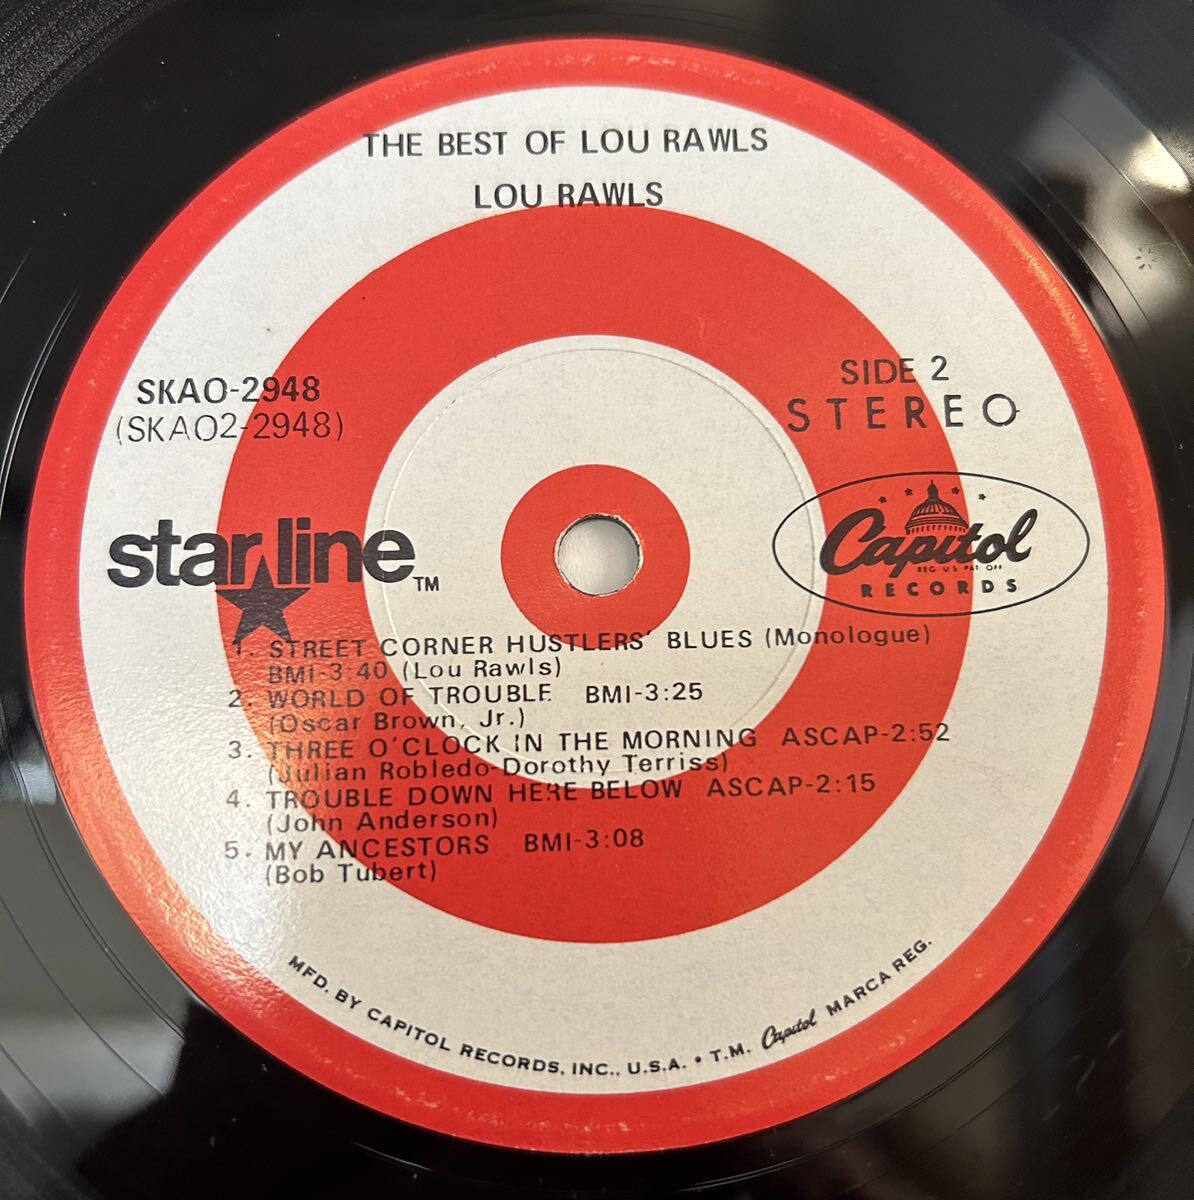 THE BEST OF LOU RAWLS
LOU RAWLS
SKAO-2948
(SKAO2-2948)
SIDE 2
STEREO
starline™
Capitol
REG US PAT OFF
RECORDS
1. STREET CORNER HUSTLERS' BLUES (Monologue)
BMI-3:40 (Lou Rawls)
2. WORLD OF TROUBLE BMI-3:25
(Oscar Brown, Jr.)
3. THREE O'CLOCK IN THE MORNING ASCAP-2:52
(Julian Robledo-Dorothy Terriss)
4. TROUBLE DOWN HERE BELOW ASCAP-2:15
(John Anderson)
5. MY ANCESTORS BMI-3:08
(Bob Tubert)
MFD. BY CAPITOL RECORDS, INC., U.S.A. • T.M. Capitol MARCA REG.